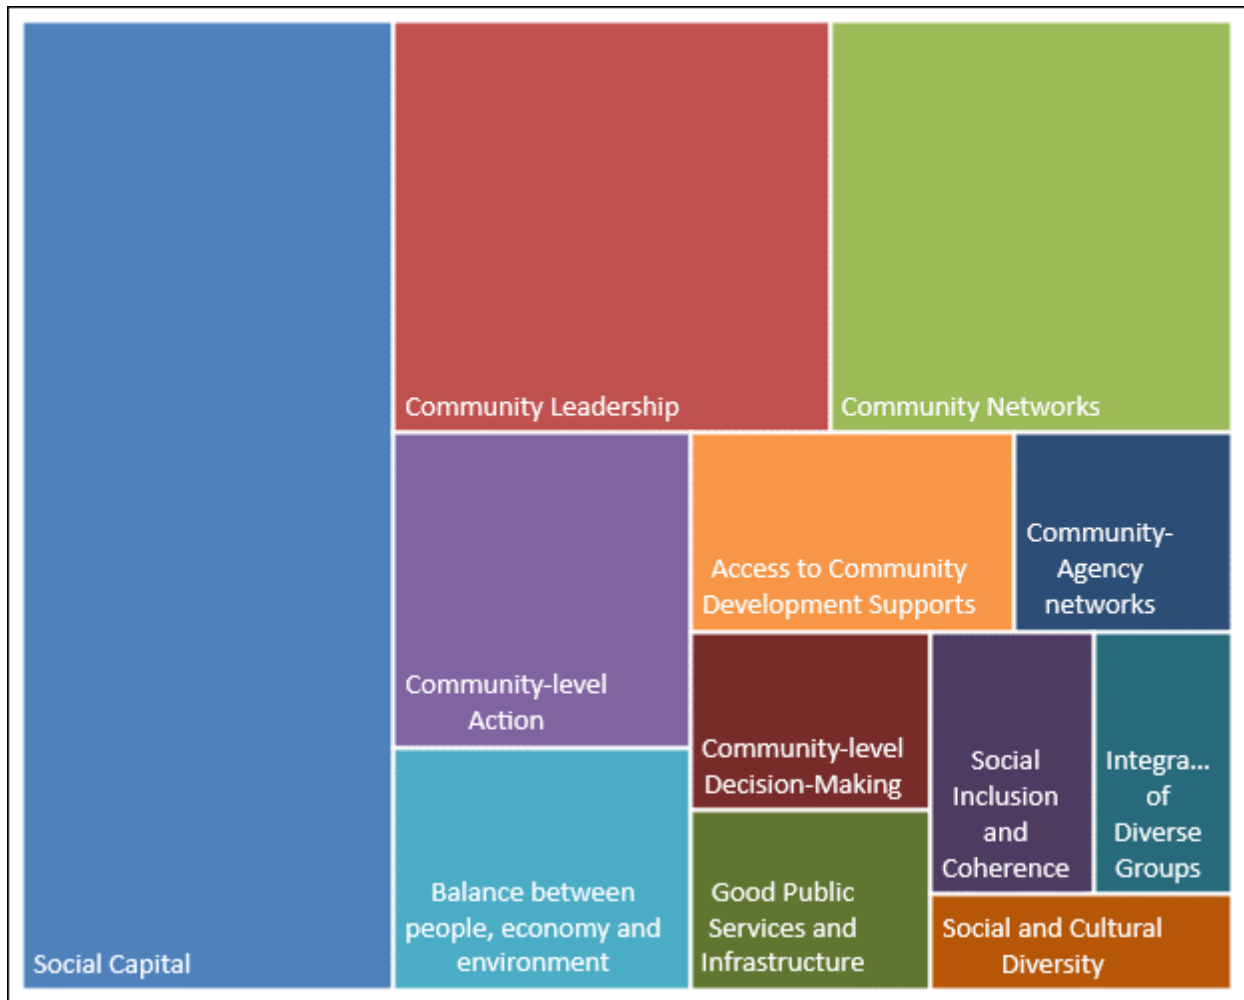 Social Capital
Community Leadership
Community Networks
Community-level
Action
Access to Community
Development Supports
Community-
Agency
networks
Balance between
people, economy and
environment
Community-level
Decision-Making
Good Public
Services and
Infrastructure
Social
Inclusion
and
Coherence
Integra...
of
Diverse
Groups
Social and Cultural
Diversity